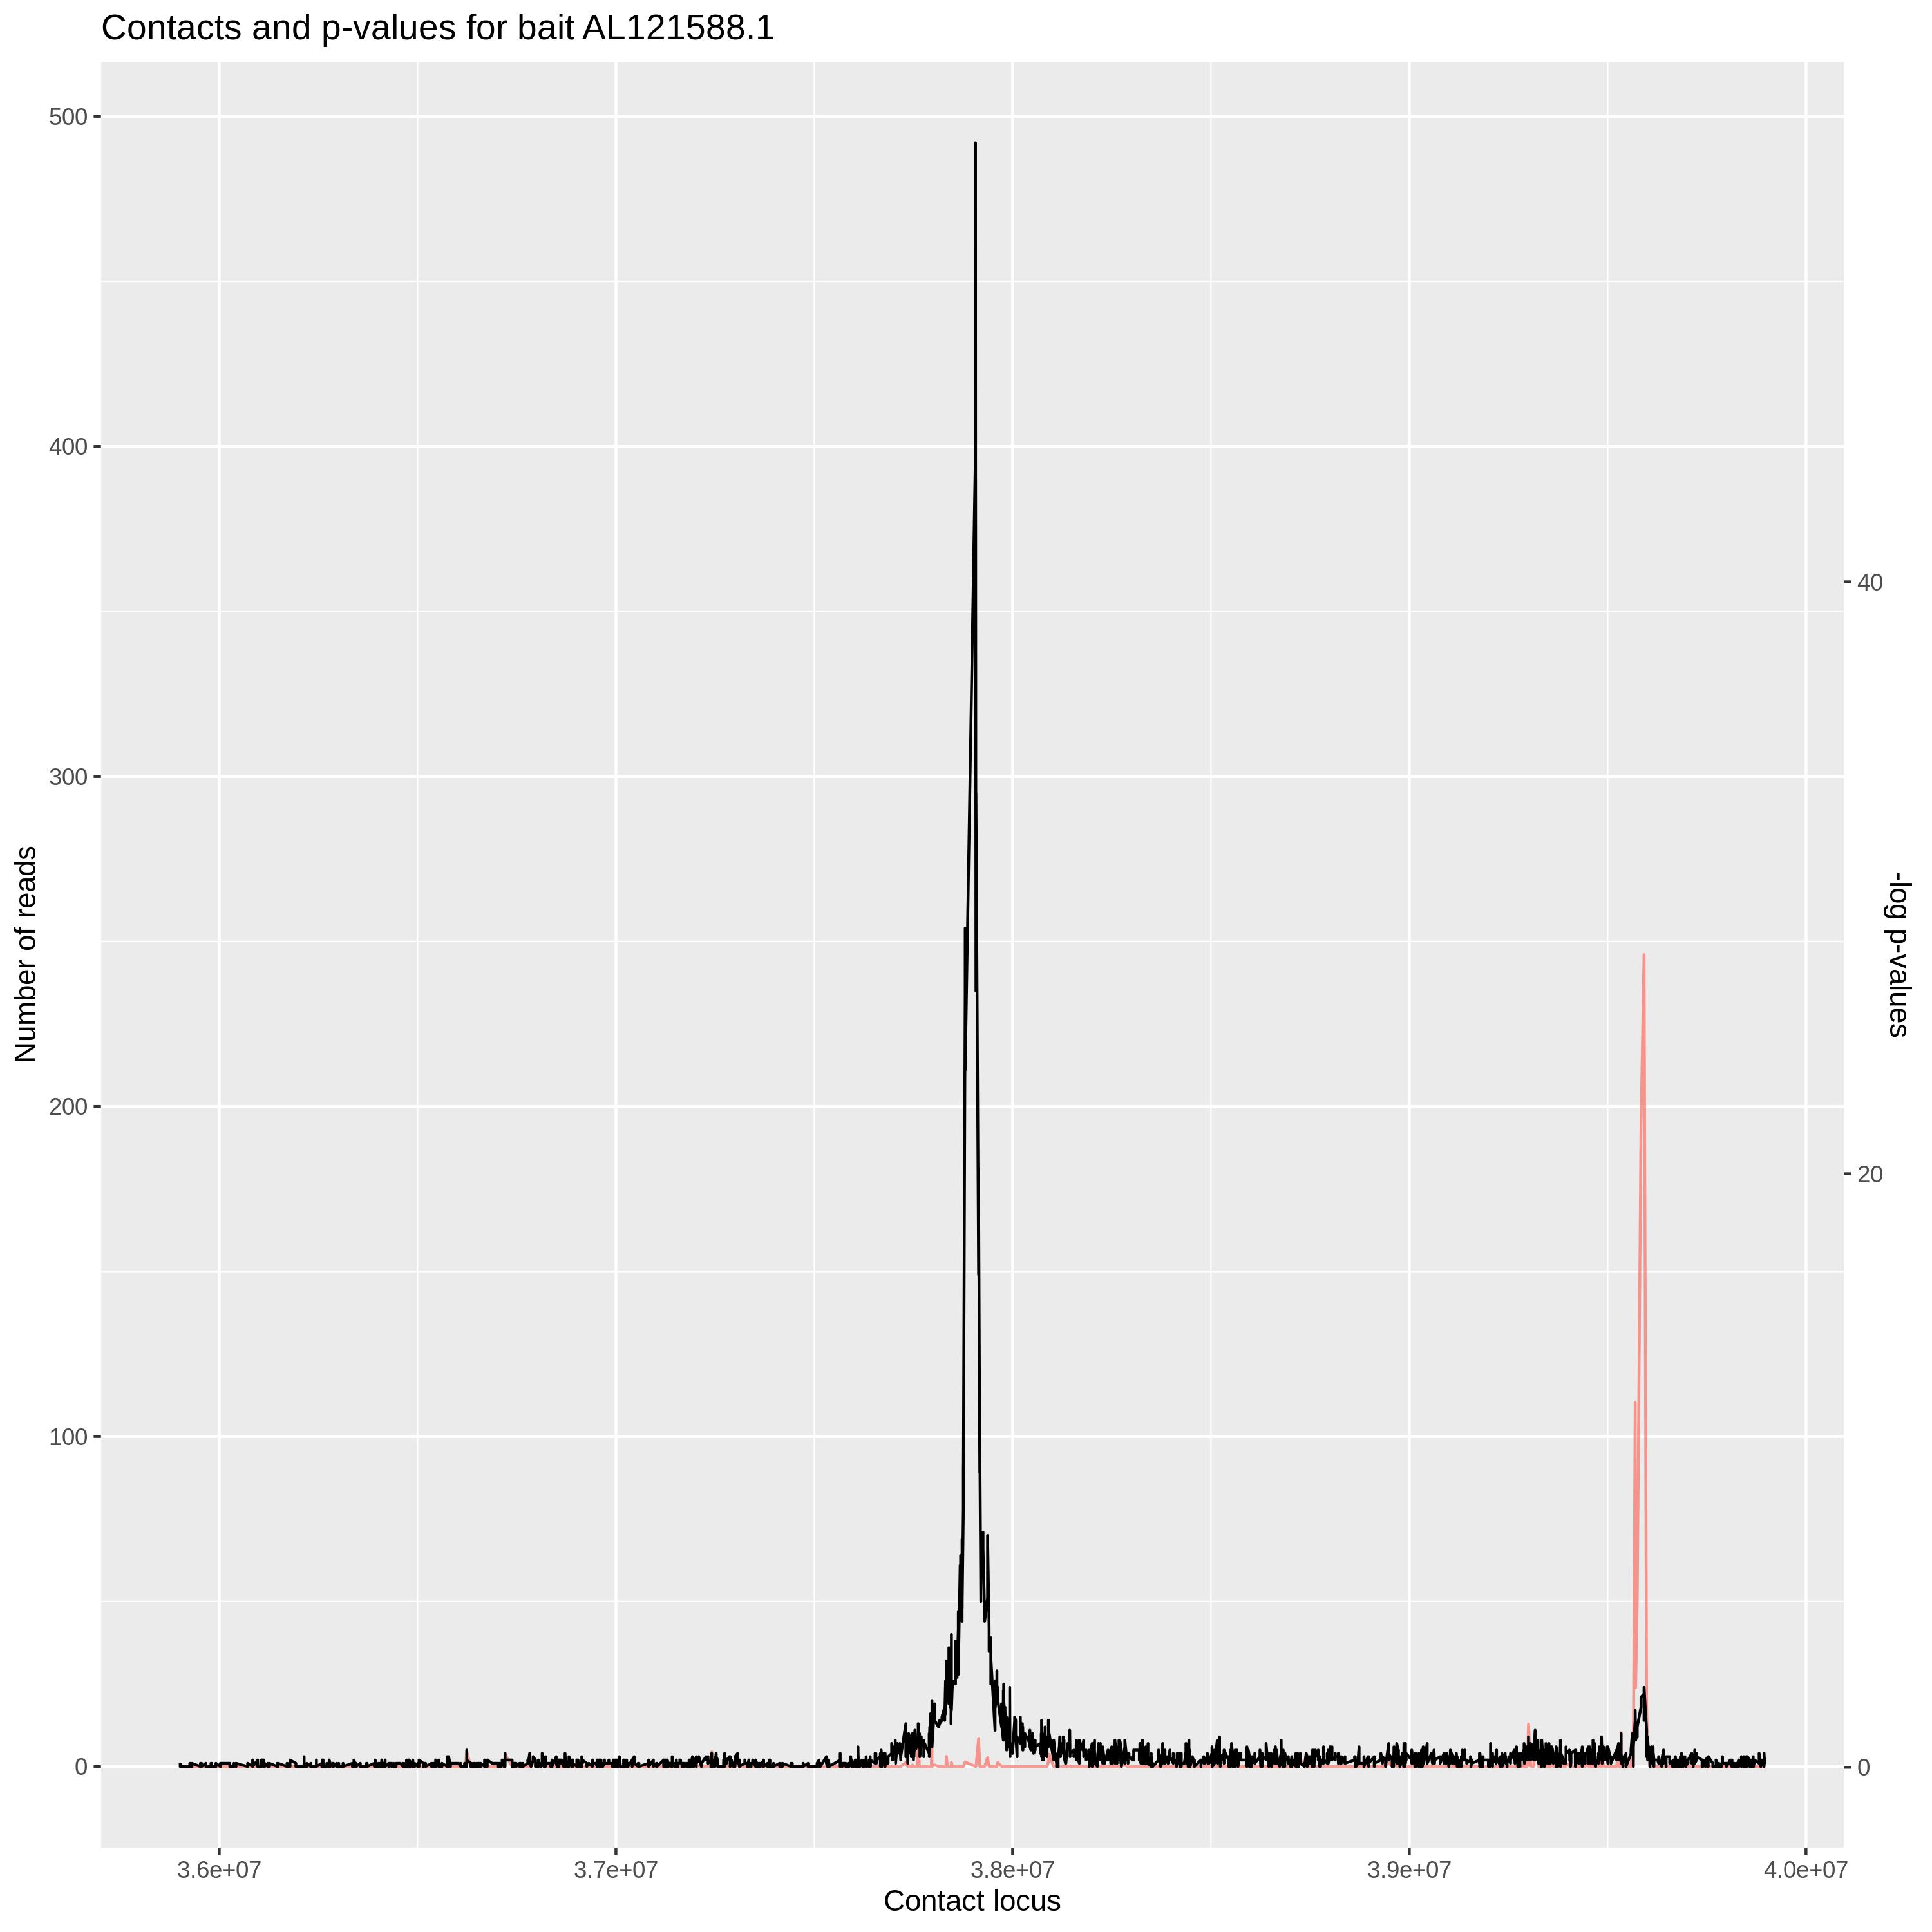 Contacts and p-values for bait AL121588.1
500
400
300
200
100
0
Number of reads
40
20
0
-log p-values
3.6e+07
3.7e+07
3.8e+07
3.9e+07
4.0e+07
Contact locus